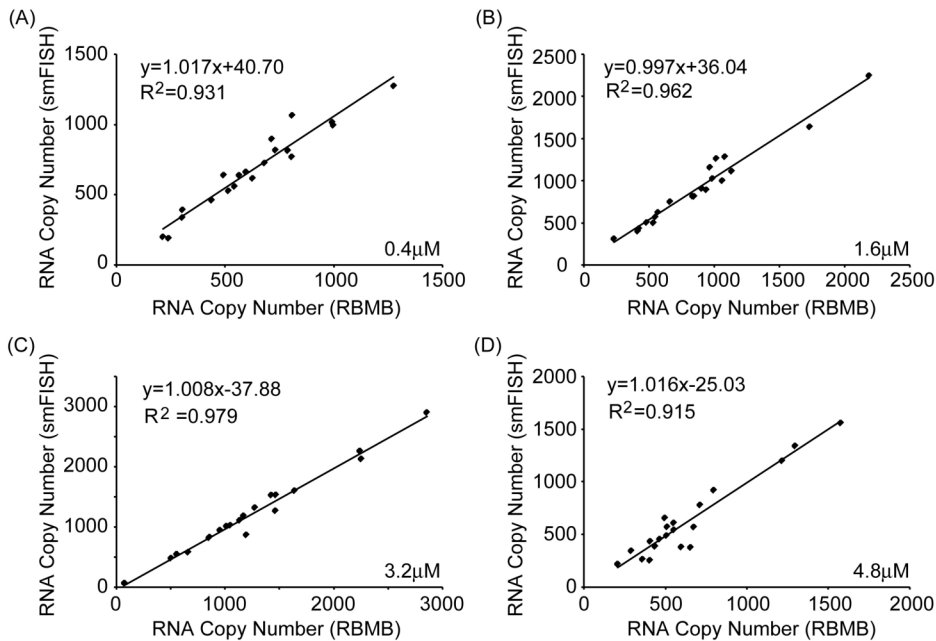 (A)
RNA Copy Number (smFISH)
1500
1000
500
0
y=1.017x+40.70
R²=0.931
0.4µM
0
500
1000
1500
RNA Copy Number (RBMB)
(B)
RNA Copy Number (smFISH)
2500
2000
1500
1000
500
0
y=0.997x+36.04
R²=0.962
1.6µM
0
500
1000
1500
2000
2500
RNA Copy Number (RBMB)
(C)
RNA Copy Number (smFISH)
3000
2000
1000
0
y=1.008x-37.88
R² =0.979
3.2µM
0
1000
2000
3000
RNA Copy Number (RBMB)
(D)
RNA Copy Number (smFISH)
2000
1500
1000
500
0
y=1.016x-25.03
R²=0.915
4.8µM
0
500
1000
1500
2000
RNA Copy Number (RBMB)